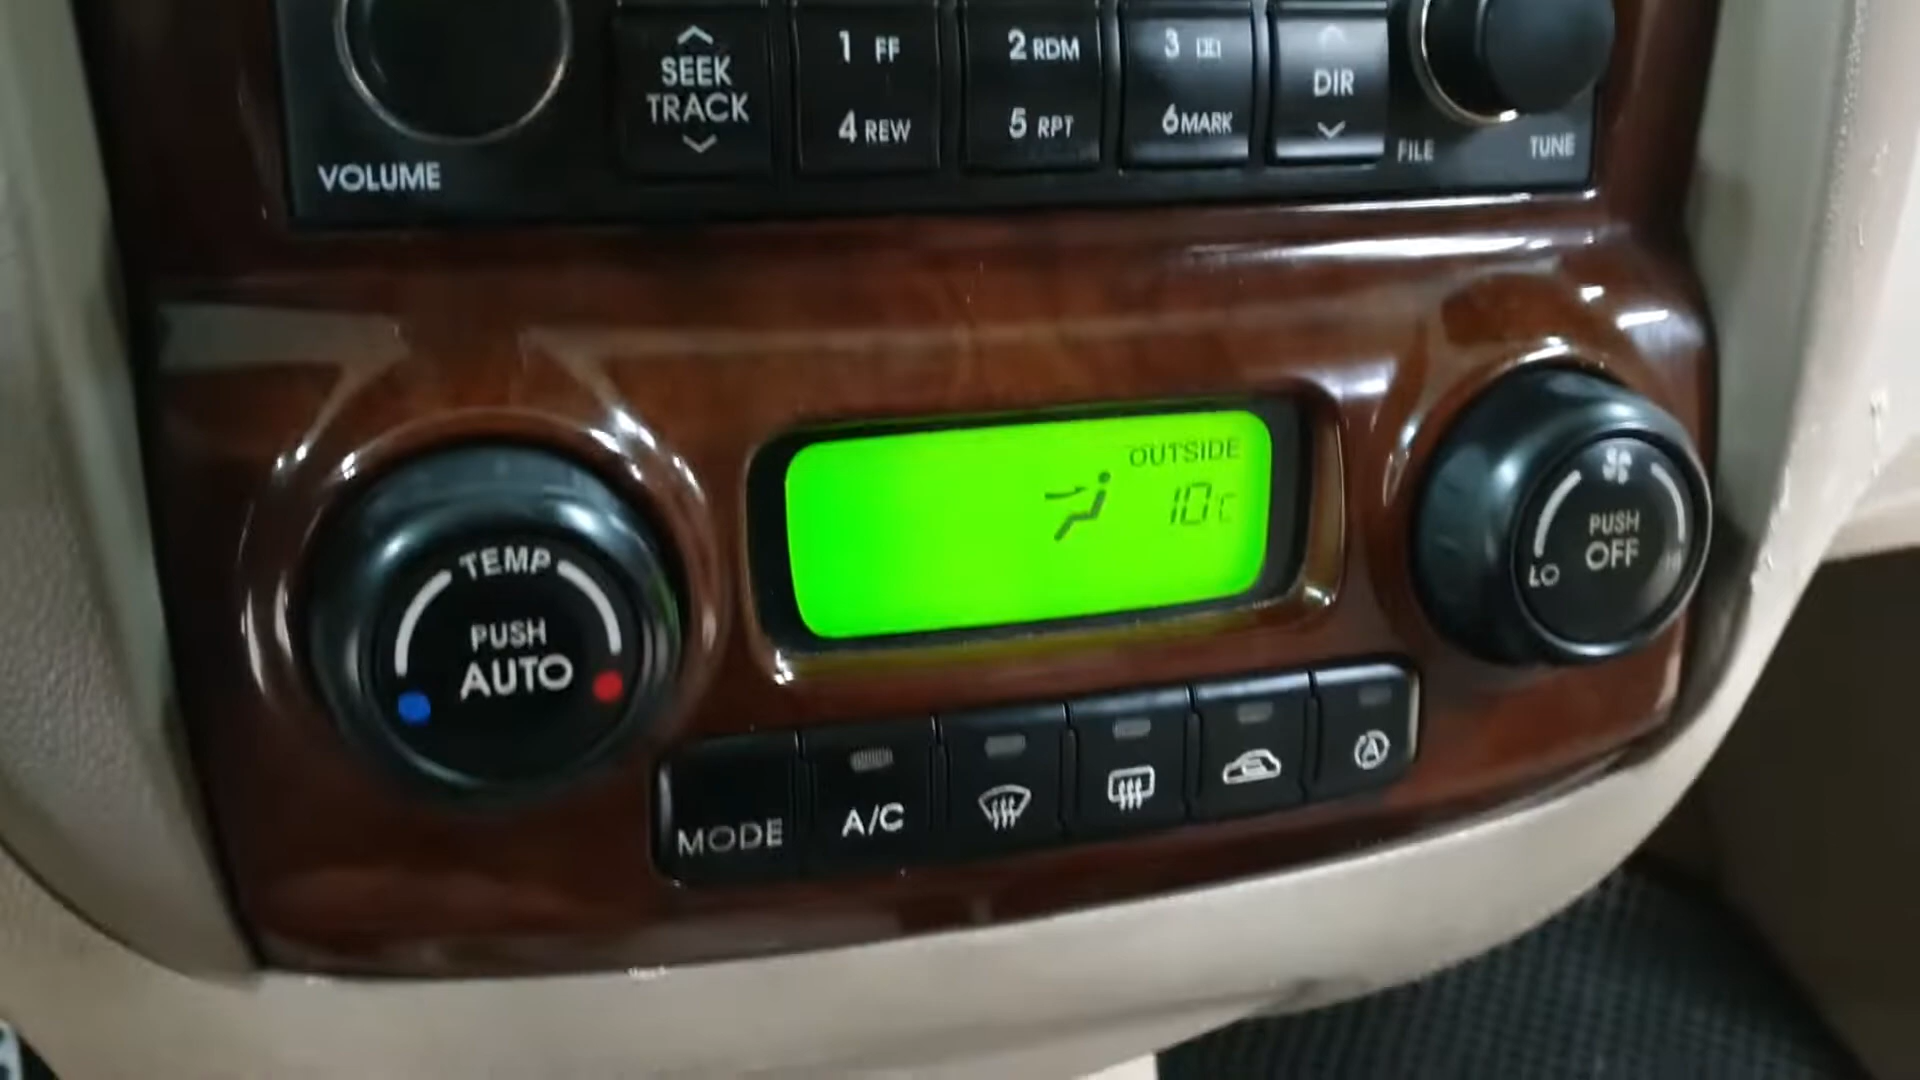 SEEK
TRACK
1 FF
2 RDM
3
DIR
4 REW
5 RPT
6 MARK
FILE
TUNE
VOLUME
OUTSIDE
10°C
TEMP
PUSH
AUTO
PUSH
OFF
LO
HI
MODE
A/C
A